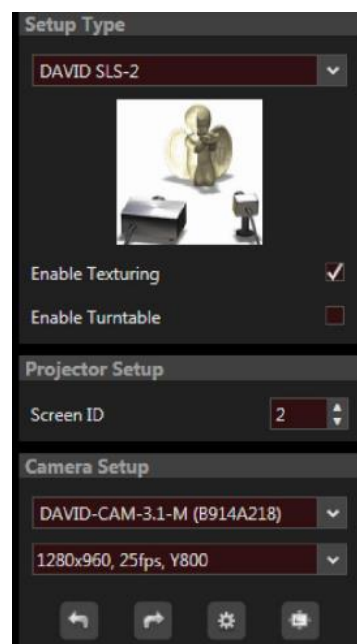 Setup Type
DAVID SLS-2
Enable Texturing
Enable Turntable
Projector Setup
Screen ID 2
Camera Setup
DAVID-CAM-3.1-M (B914A218)
1280x960, 25fps, Y800